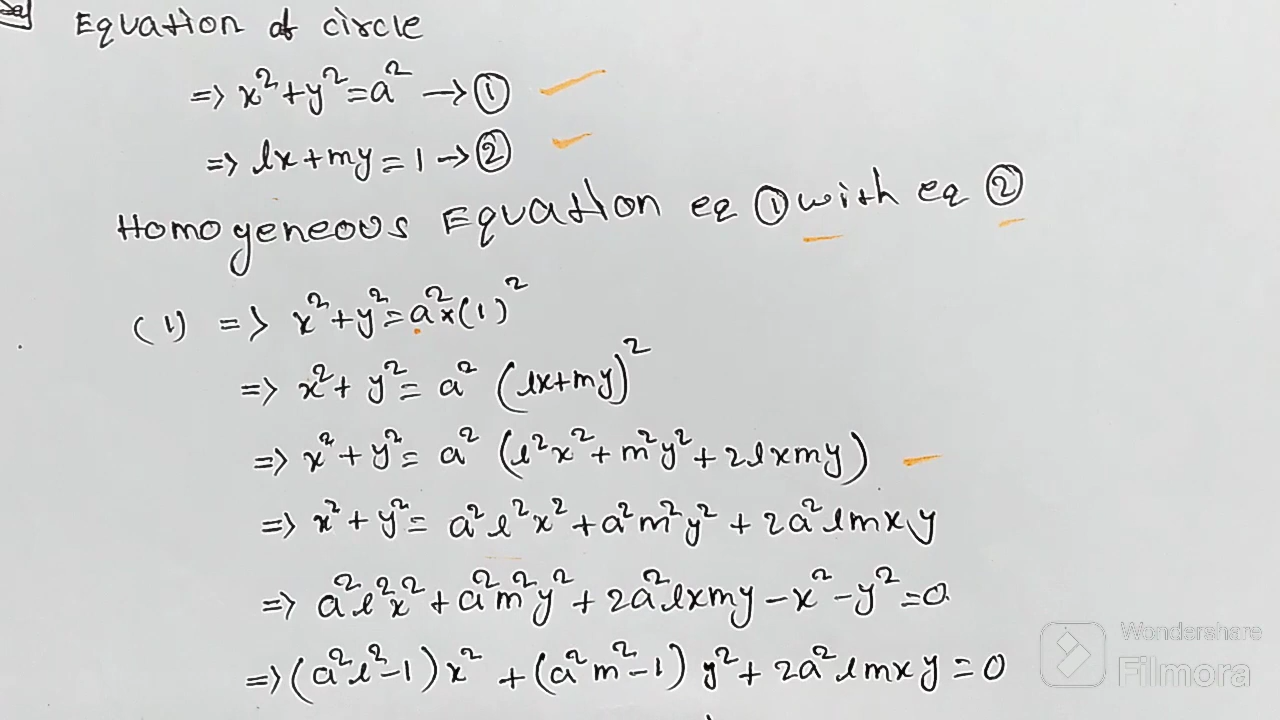 Equation of circle
=> x²+y²=a² → ①
=> lx+my=1 → ②
Homogeneous Equation eq ① with eq ②
(1) => x²+y²=a²×(1)²
=> x²+y²=a² (lx+my)²
=> x²+y²=a² (l²x²+m²y²+2lxmy)
=> x²+y²=a²l²x²+a²m²y²+2a²lmxy
=> a²l²x²+a²m²y²+2a²lxmy-x²-y²=0
=> (a²l²-1)x²+(a²m²-1)y²+2a²lmxy=0
Wondershare
Filmora